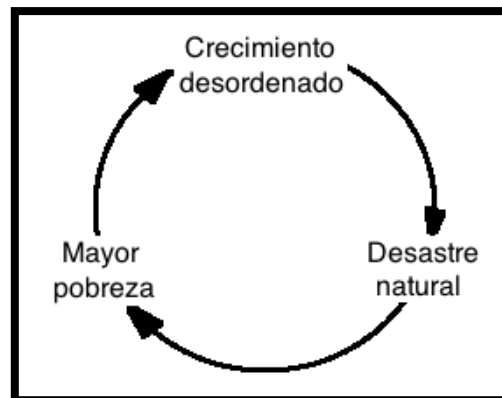 Crecimiento
desordenado
Desastre
natural
Mayor
pobreza